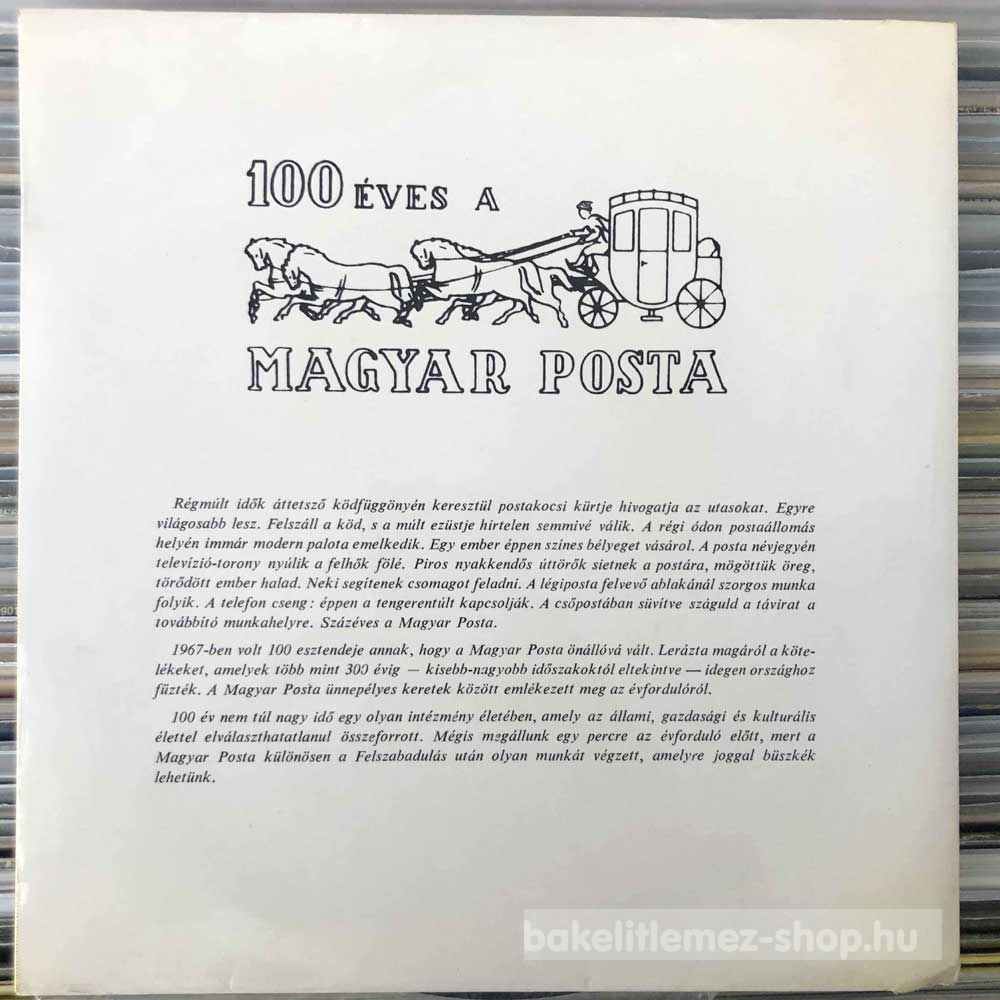 100 ÉVES A
MAGYAR POSTA
Régmúlt idők áttetsző ködfüggönyén keresztül postakocsi kürtje hivogatja az utasokat. Egyre
világosabb lesz. Felszáll a köd, s a múlt ezüstje hirtelen semmivé válik. A régi ódon postaállomás
helyén immár modern palota emelkedik. Egy ember éppen színes bélyeget vásárol. A posta névjegyén
televízió-torony nyúlik a felhők fölé. Piros nyakkendős úttörők sietnek a postára, mögöttük öreg,
törődött ember halad. Neki segítenek csomagot feladni. A légiposta felvevő ablakánál szorgos munka
folyik. A telefon cseng: éppen a tengerentúlt kapcsolják. A csőpostában süvítve száguld a távirat a
továbbító munkahelyre. Százéves a Magyar Posta.
1967-ben volt 100 esztendeje annak, hogy a Magyar Posta önállóvá vált. Lerázta magáról a köte-
lékeket, amelyek több mint 300 évig — kisebb-nagyobb időszakoktól eltekintve — idegen országhoz
fűzték. A Magyar Posta ünnepélyes keretek között emlékezett meg az évfordulóról.
100 év nem túl nagy idő egy olyan intézmény életében, amely az állami, gazdasági és kulturális
élettel elválaszthatatlanul összeforrott. Mégis megállunk egy percre az évforduló előtt, mert a
Magyar Posta különösen a Felszabadulás után olyan munkát végzett, amelyre joggal büszkék
lehetünk.
bakelitlemez-shop.hu